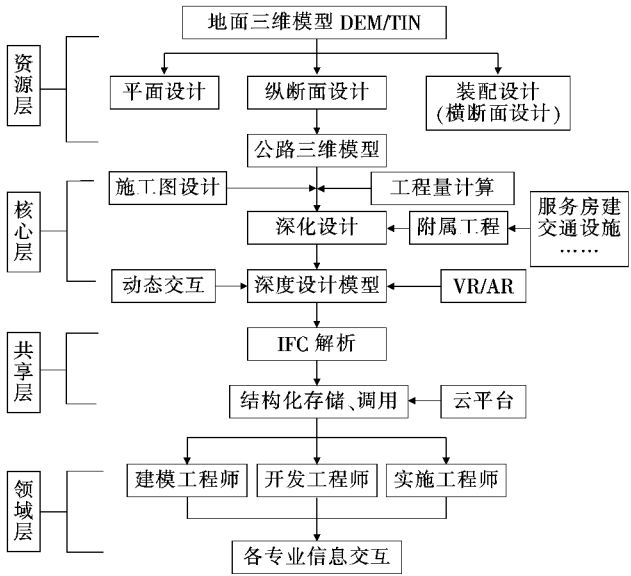 地面三维模型 DEM/TIN
资源层
平面设计
纵断面设计
装配设计
(横断面设计)
公路三维模型
施工图设计
工程量计算
核心层
深化设计
附属工程
服务房建
交通设施
……
动态交互
深度设计模型
VR/AR
IFC 解析
共享层
结构化存储、调用
云平台
建模工程师
开发工程师
实施工程师
领域层
各专业信息交互